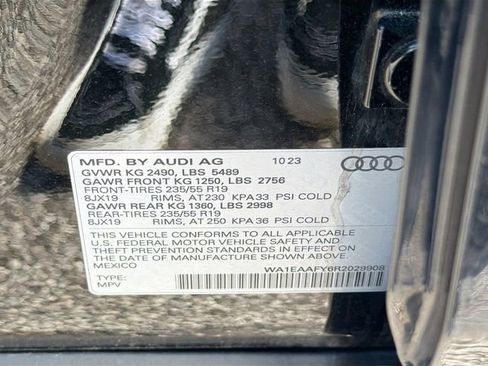 MFD. BY AUDI AG 10 23
GVWR KG 2490, LBS 5489
GAWR FRONT KG 1250, LBS 2756
FRONT-TIRES 235/55 R19
8JX19 RIMS, AT 230 KPA33 PSI COLD
GAWR REAR KG 1360, LBS 2998
REAR-TIRES 235/55 R19
8JX19 RIMS, AT 250 KPA 36 PSI COLD
THIS VEHICLE CONFORMS TO ALL APPLICABLE
U.S. FEDERAL MOTOR VEHICLE SAFETY AND
THEFT PREVENTION STANDARDS IN EFFECT ON
THE DATE OF MANUFACTURE SHOWN ABOVE.
MEXICO
WA1EAAFY6R2029908
TYPE:
MPV